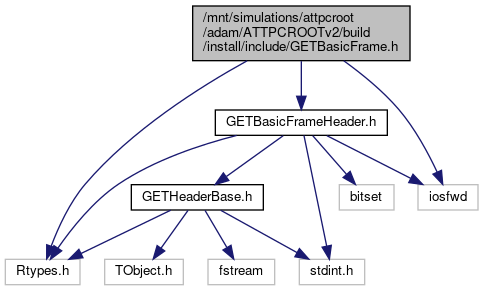 /mnt/simulations/attpcroot
/adam/ATTPCROOTv2/build
/install/include/GETBasicFrame.h
GETBasicFrameHeader.h
GETHeaderBase.h
bitset
iosfwd
Rtypes.h
TObject.h
fstream
stdint.h